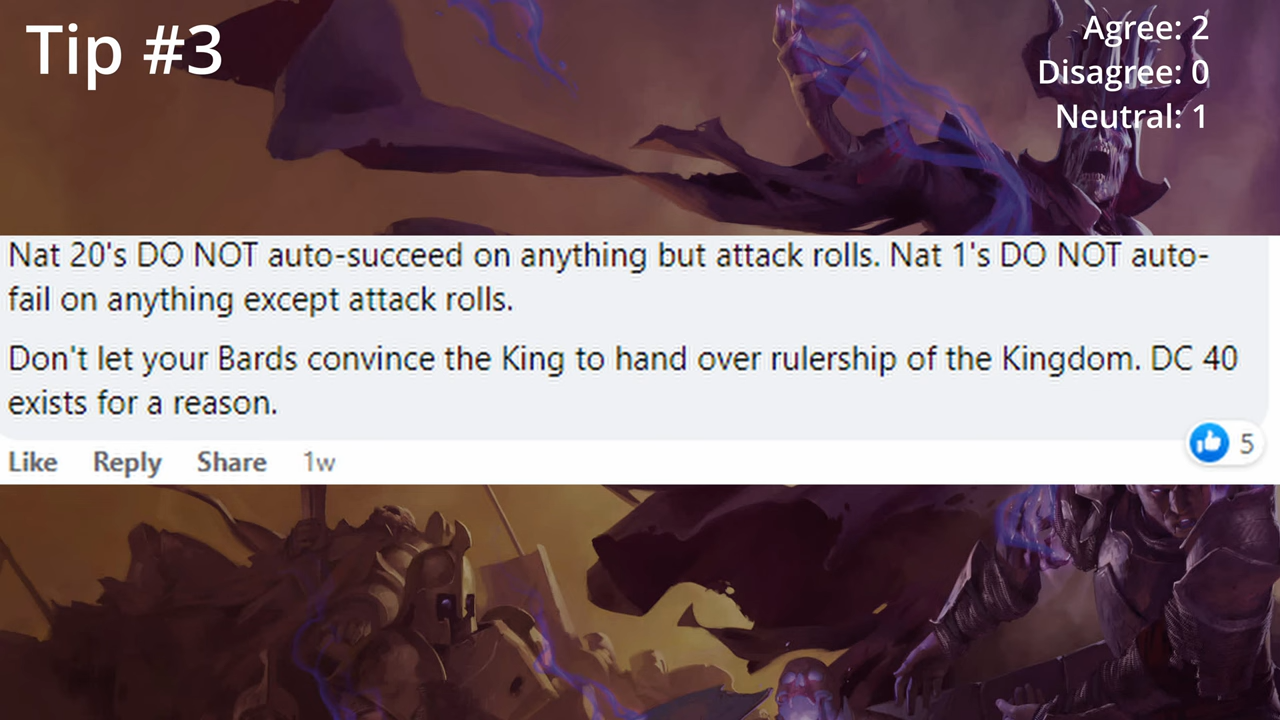 Tip #3
Agree: 2
Disagree: 0
Neutral: 1
Nat 20's DO NOT auto-succeed on anything but attack rolls. Nat 1's DO NOT auto-
fail on anything except attack rolls.
Don't let your Bards convince the King to hand over rulership of the Kingdom. DC 40
exists for a reason.
Like Reply Share 1w
5